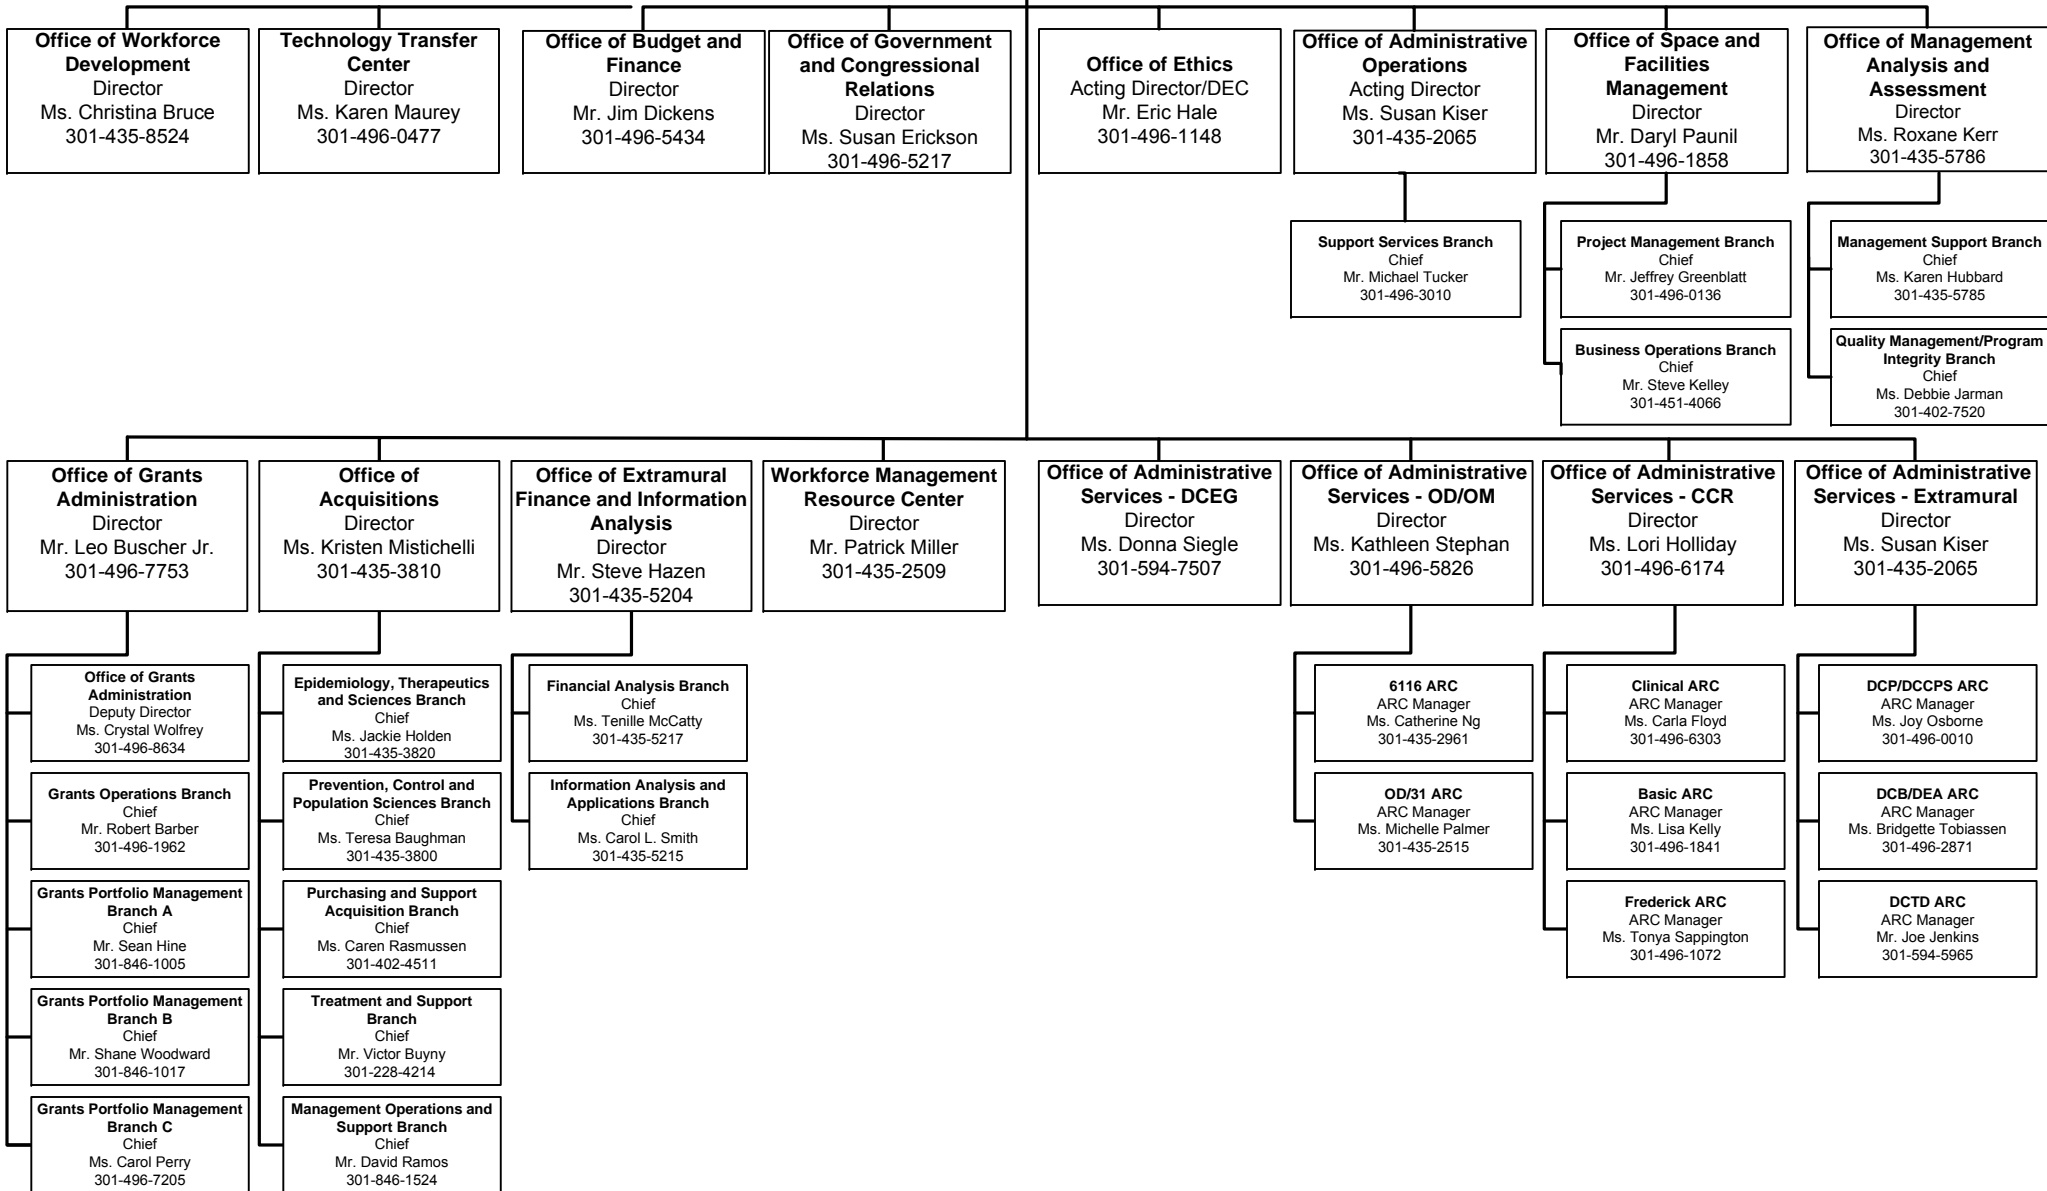 Office of Workforce
Development
Director
Ms. Christina Bruce
301-435-8524
Technology Transfer
Center
Director
Ms. Karen Maurey
301-496-0477
Office of Budget and
Finance
Director
Mr. Jim Dickens
301-496-5434
Office of Government
and Congressional
Relations
Director
Ms. Susan Erickson
301-496-5217
Office of Ethics
Acting Director/DEC
Mr. Eric Hale
301-496-1148
Office of Administrative
Operations
Acting Director
Ms. Susan Kiser
301-435-2065
Office of Space and
Facilities
Management
Director
Mr. Daryl Paunil
301-496-1858
Office of Management
Analysis and
Assessment
Director
Ms. Roxane Kerr
301-435-5786
Support Services Branch
Chief
Mr. Michael Tucker
301-496-3010
Project Management Branch
Chief
Mr. Jeffrey Greenblatt
301-496-0136
Management Support Branch
Chief
Ms. Karen Hubbard
301-435-5785
Business Operations Branch
Chief
Mr. Steve Kelley
301-451-4066
Quality Management/Program
Integrity Branch
Chief
Ms. Debbie Jarman
301-402-7520
Office of Grants
Administration
Director
Mr. Leo Buscher Jr.
301-496-7753
Office of
Acquisitions
Director
Ms. Kristen Mistichelli
301-435-3810
Office of Extramural
Finance and Information
Analysis
Director
Mr. Steve Hazen
301-435-5204
Workforce Management
Resource Center
Director
Mr. Patrick Miller
301-435-2509
Office of Administrative
Services - DCEG
Director
Ms. Donna Siegle
301-594-7507
Office of Administrative
Services - OD/OM
Director
Ms. Kathleen Stephan
301-496-5826
Office of Administrative
Services - CCR
Director
Ms. Lori Holliday
301-496-6174
Office of Administrative
Services - Extramural
Director
Ms. Susan Kiser
301-435-2065
Office of Grants
Administration
Deputy Director
Ms. Crystal Wolfrey
301-496-8634
Epidemiology, Therapeutics
and Sciences Branch
Chief
Ms. Jackie Holden
301-435-3820
Financial Analysis Branch
Chief
Ms. Tenille McCatty
301-435-5217
6116 ARC
ARC Manager
Ms. Catherine Ng
301-435-2961
Clinical ARC
ARC Manager
Ms. Carla Floyd
301-496-6303
DCP/DCCPS ARC
ARC Manager
Ms. Joy Osborne
301-496-0010
Grants Operations Branch
Chief
Mr. Robert Barber
301-496-1962
Prevention, Control and
Population Sciences Branch
Chief
Ms. Teresa Baughman
301-435-3800
Information Analysis and
Applications Branch
Chief
Ms. Carol L. Smith
301-435-5215
OD/31 ARC
ARC Manager
Ms. Michelle Palmer
301-435-2515
Basic ARC
ARC Manager
Ms. Lisa Kelly
301-496-1841
DCB/DEA ARC
ARC Manager
Ms. Bridgette Tobiassen
301-496-2871
Grants Portfolio Management
Branch A
Chief
Mr. Sean Hine
301-846-1005
Purchasing and Support
Acquisition Branch
Chief
Ms. Caren Rasmussen
301-402-4511
Frederick ARC
ARC Manager
Ms. Tonya Sappington
301-496-1072
DCTD ARC
ARC Manager
Mr. Joe Jenkins
301-594-5965
Grants Portfolio Management
Branch B
Chief
Mr. Shane Woodward
301-846-1017
Treatment and Support
Branch
Chief
Mr. Victor Buyny
301-228-4214
Grants Portfolio Management
Branch C
Chief
Ms. Carol Perry
301-496-7205
Management Operations and
Support Branch
Chief
Mr. David Ramos
301-846-1524